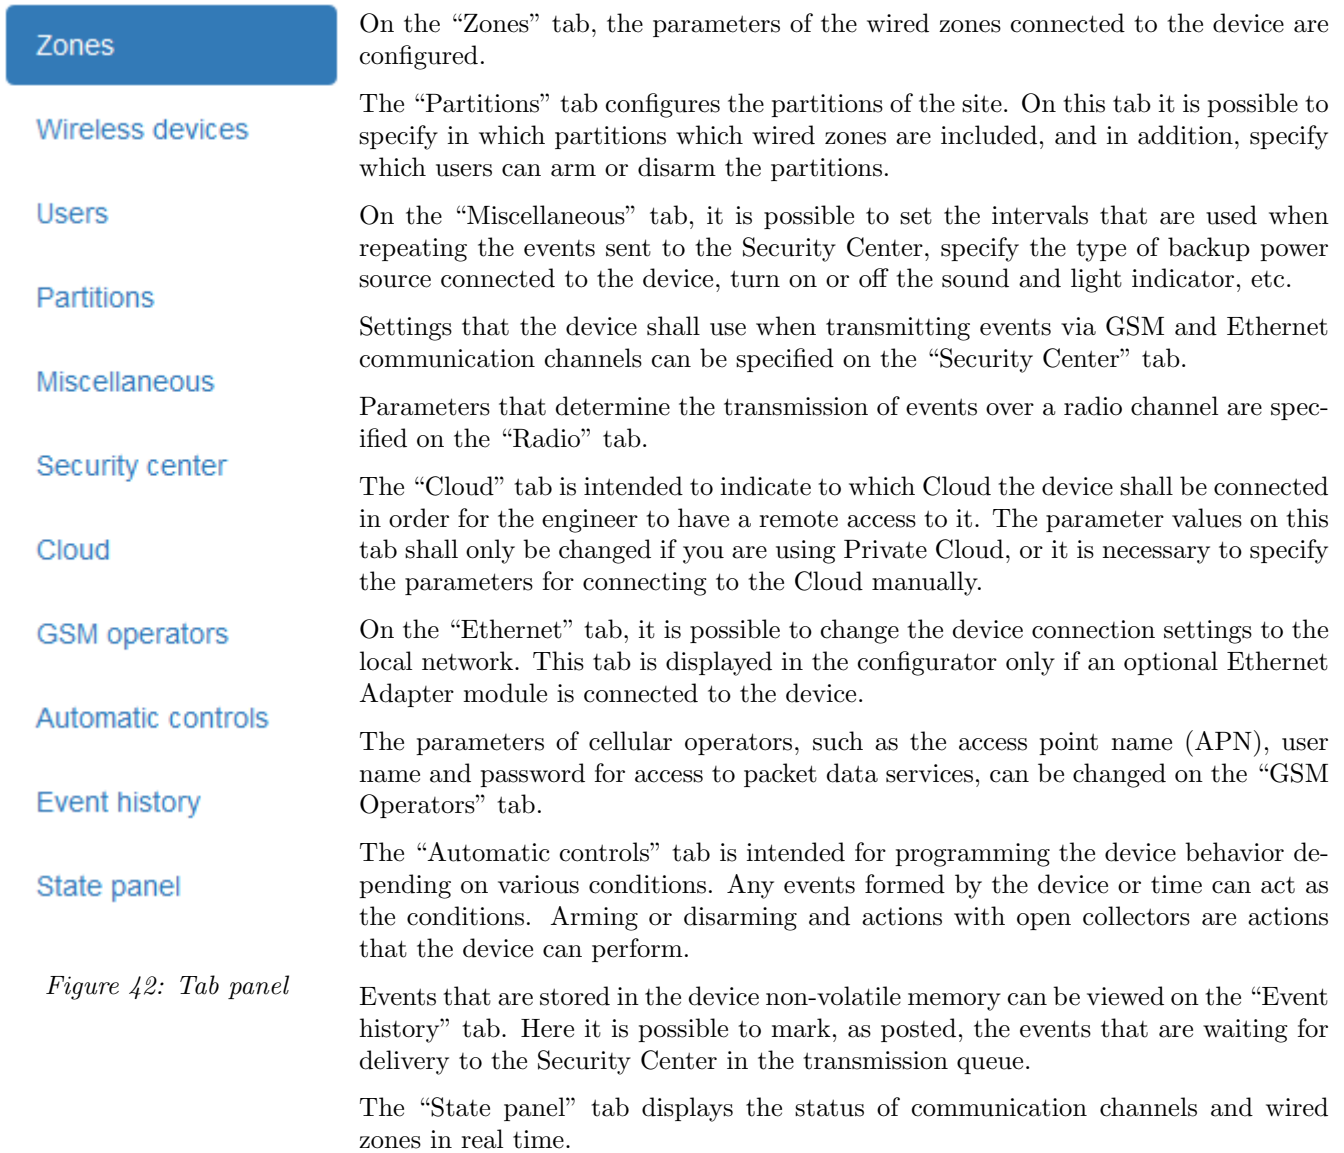 Zones
Wireless devices
Users
Partitions
Miscellaneous
Security center
Cloud
GSM operators
Automatic controls
Event history
State panel
Figure 42: Tab panel
On the “Zones” tab, the parameters of the wired zones connected to the device are
configured.
The “Partitions” tab configures the partitions of the site. On this tab it is possible to
specify in which partitions which wired zones are included, and in addition, specify
which users can arm or disarm the partitions.
On the “Miscellaneous” tab, it is possible to set the intervals that are used when
repeating the events sent to the Security Center, specify the type of backup power
source connected to the device, turn on or off the sound and light indicator, etc.
Settings that the device shall use when transmitting events via GSM and Ethernet
communication channels can be specified on the “Security Center” tab.
Parameters that determine the transmission of events over a radio channel are spec-
ified on the “Radio” tab.
The “Cloud” tab is intended to indicate to which Cloud the device shall be connected
in order for the engineer to have a remote access to it. The parameter values on this
tab shall only be changed if you are using Private Cloud, or it is necessary to specify
the parameters for connecting to the Cloud manually.
On the “Ethernet” tab, it is possible to change the device connection settings to the
local network. This tab is displayed in the configurator only if an optional Ethernet
Adapter module is connected to the device.
The parameters of cellular operators, such as the access point name (APN), user
name and password for access to packet data services, can be changed on the “GSM
Operators” tab.
The “Automatic controls” tab is intended for programming the device behavior de-
pending on various conditions. Any events formed by the device or time can act as
the conditions. Arming or disarming and actions with open collectors are actions
that the device can perform.
Events that are stored in the device non-volatile memory can be viewed on the “Event
history” tab. Here it is possible to mark, as posted, the events that are waiting for
delivery to the Security Center in the transmission queue.
The “State panel” tab displays the status of communication channels and wired
zones in real time.